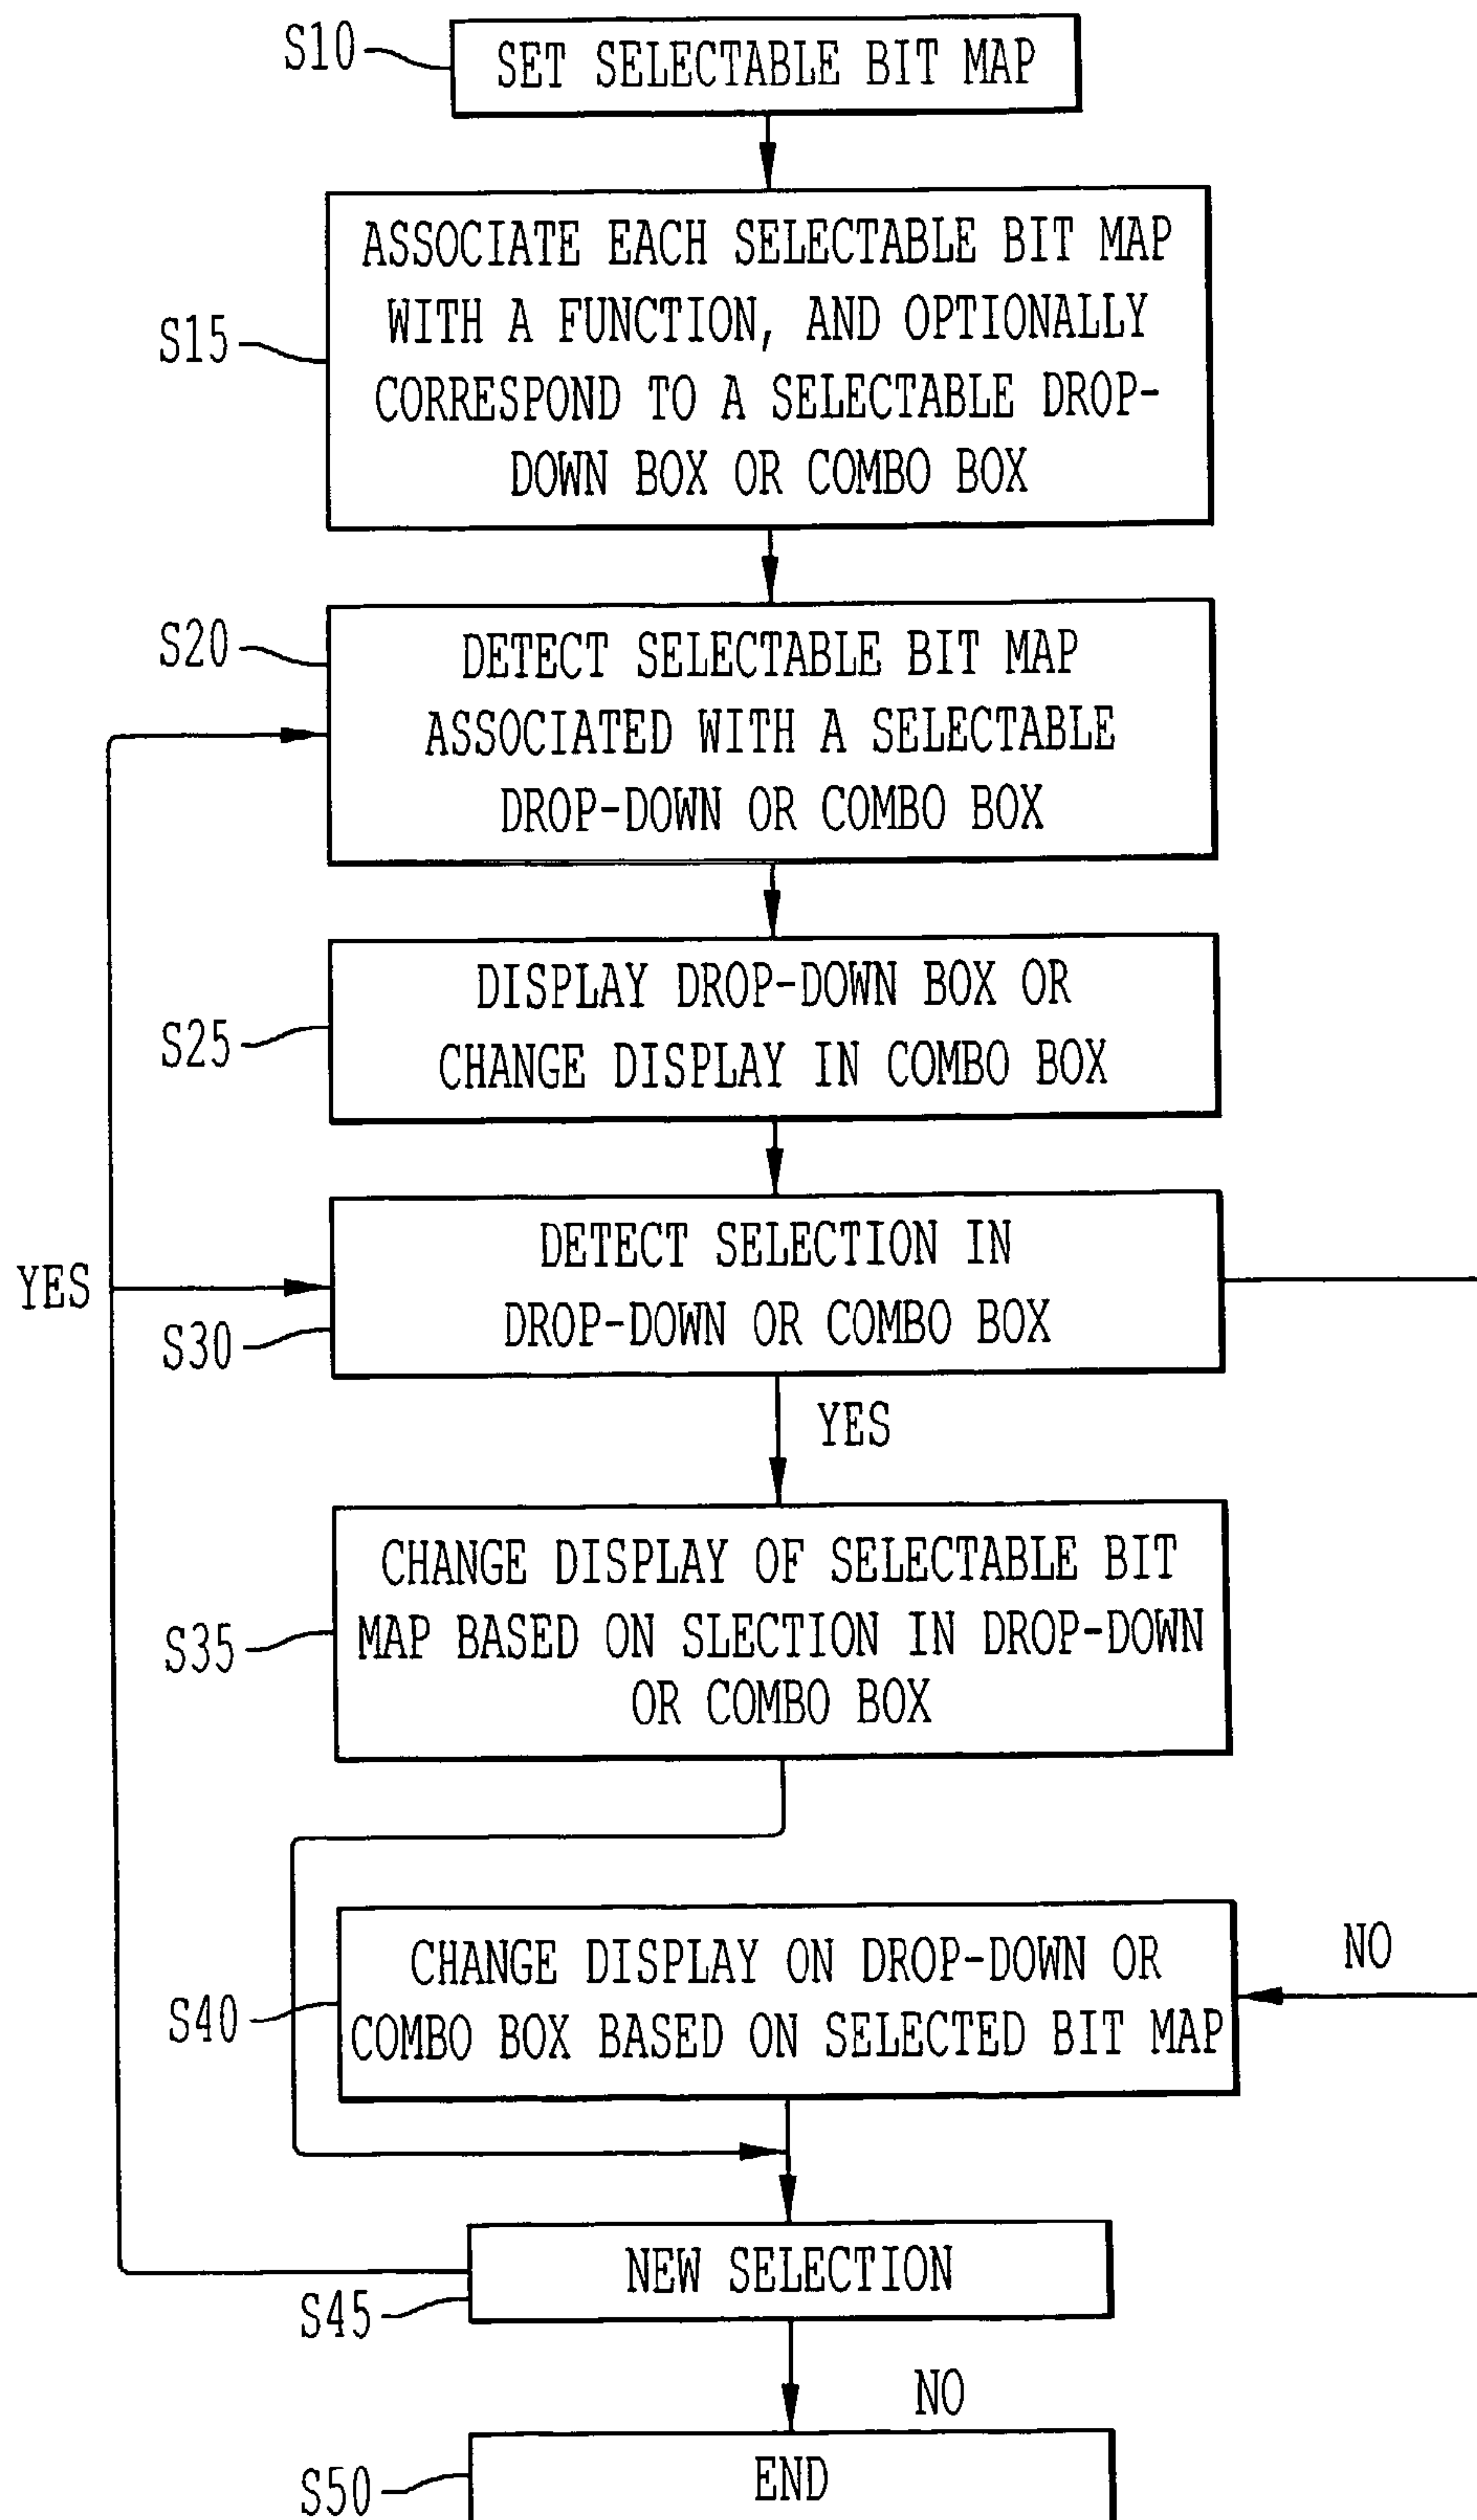 S10
SET SELECTABLE BIT MAP
S15
ASSOCIATE EACH SELECTABLE BIT MAP
WITH A FUNCTION, AND OPTIONALLY
CORRESPOND TO A SELECTABLE DROP-
DOWN BOX OR COMBO BOX
S20
DETECT SELECTABLE BIT MAP
ASSOCIATED WITH A SELECTABLE
DROP-DOWN OR COMBO BOX
S25
DISPLAY DROP-DOWN BOX OR
CHANGE DISPLAY IN COMBO BOX
YES
S30
DETECT SELECTION IN
DROP-DOWN OR COMBO BOX
YES
S35
CHANGE DISPLAY OF SELECTABLE BIT
MAP BASED ON SLECTION IN DROP-DOWN
OR COMBO BOX
NO
S40
CHANGE DISPLAY ON DROP-DOWN OR
COMBO BOX BASED ON SELECTED BIT MAP
NEW SELECTION
S45
NO
S50
END